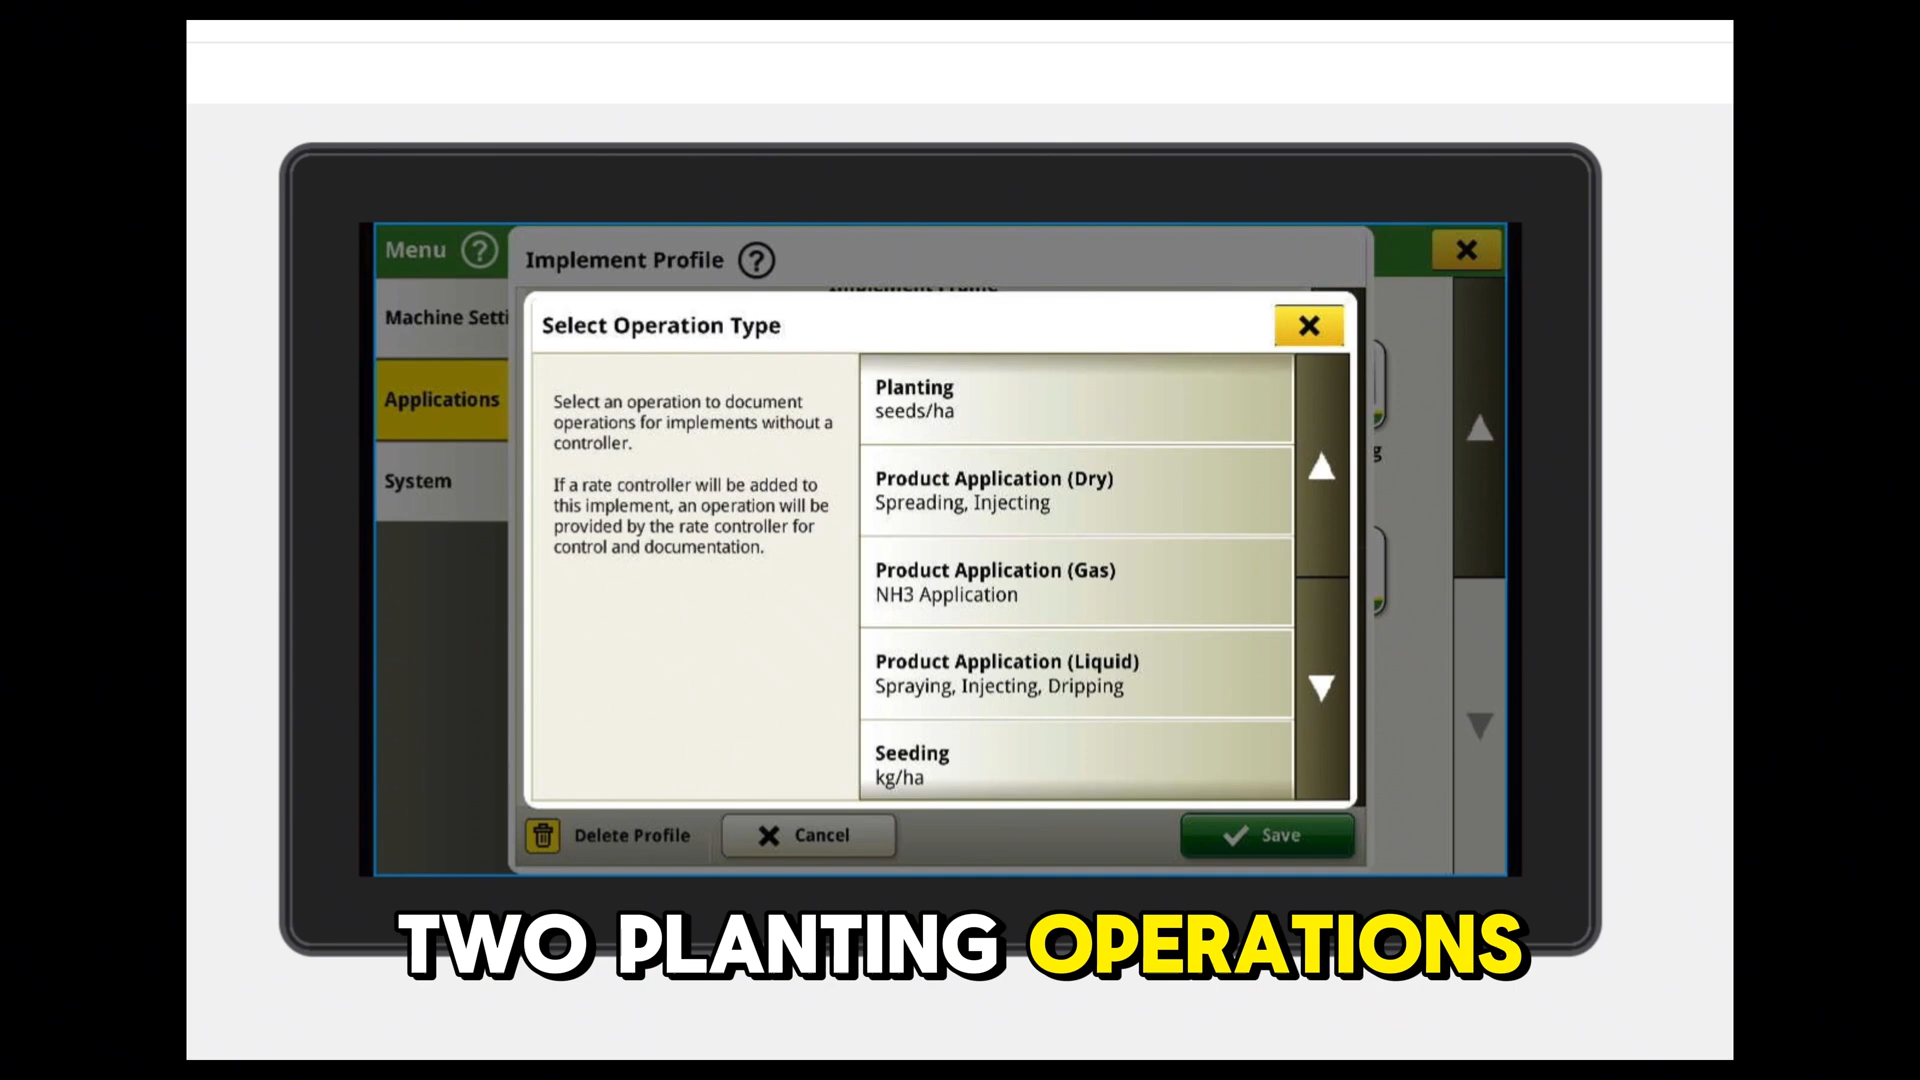 Menu ?
Implement Profile ?
Machine Setti
Applications
System
Select Operation Type
Select an operation to document
operations for implements without a
controller.
If a rate controller will be added to
this implement, an operation will be
provided by the rate controller for
control and documentation.
Planting
seeds/ha
Product Application (Dry)
Spreading, Injecting
Product Application (Gas)
NH3 Application
Product Application (Liquid)
Spraying, Injecting, Dripping
Seeding
kg/ha
g
Delete Profile
Cancel
Save
TWO PLANTING OPERATIONS